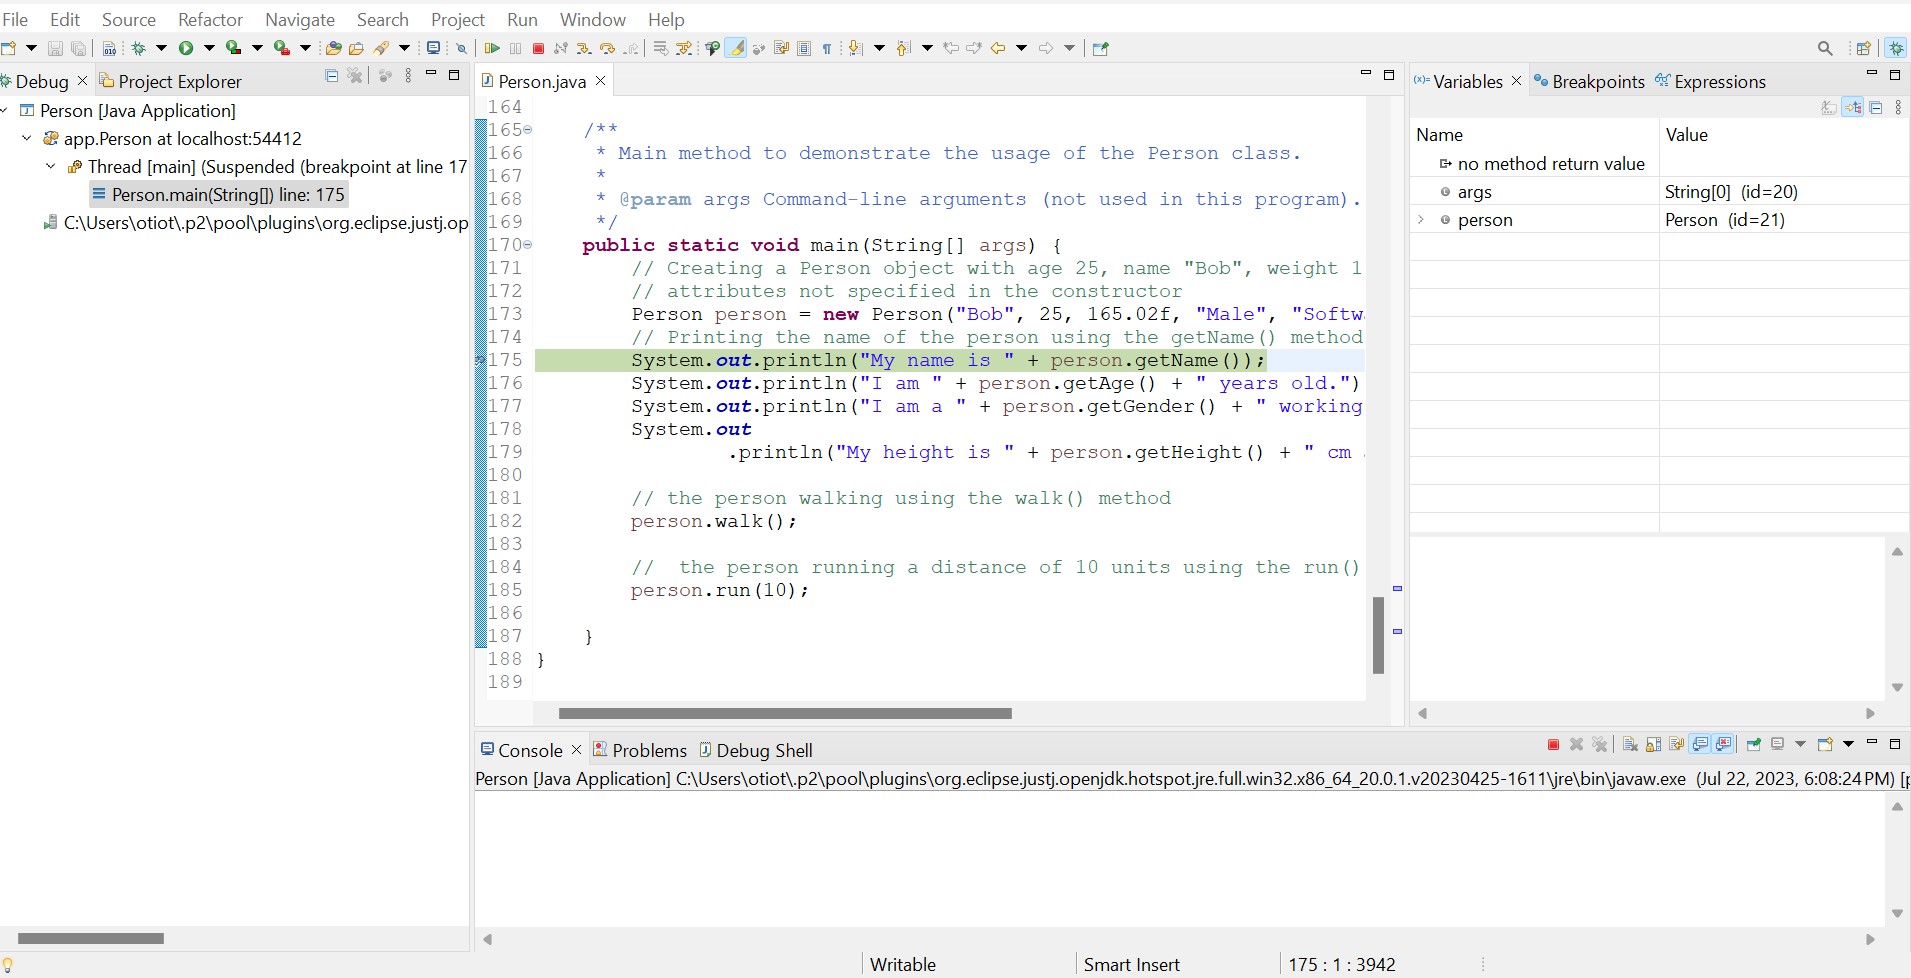 File Edit Source Refactor Navigate Search Project Run Window Help
Debug Project Explorer
Person [Java Application]
app.Person at localhost:54412
Thread [main] (Suspended (breakpoint at line 17
Person.main(String[]) line: 175
C:\Users\otiot\.p2\pool\plugins\org.eclipse.justj.op
Person.java
164
165 /**
166 * Main method to demonstrate the usage of the Person class.
167 *
168 * @param args Command-line arguments (not used in this program).
169 */
170 public static void main(String[] args) {
171 // Creating a Person object with age 25, name "Bob", weight 1
172 // attributes not specified in the constructor
173 Person person = new Person("Bob", 25, 165.02f, "Male", "Softw
174 // Printing the name of the person using the getName() method
175 System.out.println("My name is " + person.getName());
176 System.out.println("I am " + person.getAge() + " years old.")
177 System.out.println("I am a " + person.getGender() + " working
178 System.out
179 .println("My height is " + person.getHeight() + " cm
180
181 // the person walking using the walk() method
182 person.walk();
183
184 //  the person running a distance of 10 units using the run()
185 person.run(10);
186
187 }
188 }
189
(x)= Variables Breakpoints Expressions
Name Value
no method return value
args String[0] (id=20)
person Person (id=21)
Console Problems Debug Shell
Person [Java Application] C:\Users\otiot\.p2\pool\plugins\org.eclipse.justj.openjdk.hotspot.jre.full.win32.x86_64_20.0.1.v20230425-1611\jre\bin\javaw.exe (Jul 22, 2023, 6:08:24 PM) [p
Writable Smart Insert 175 : 1 : 3942